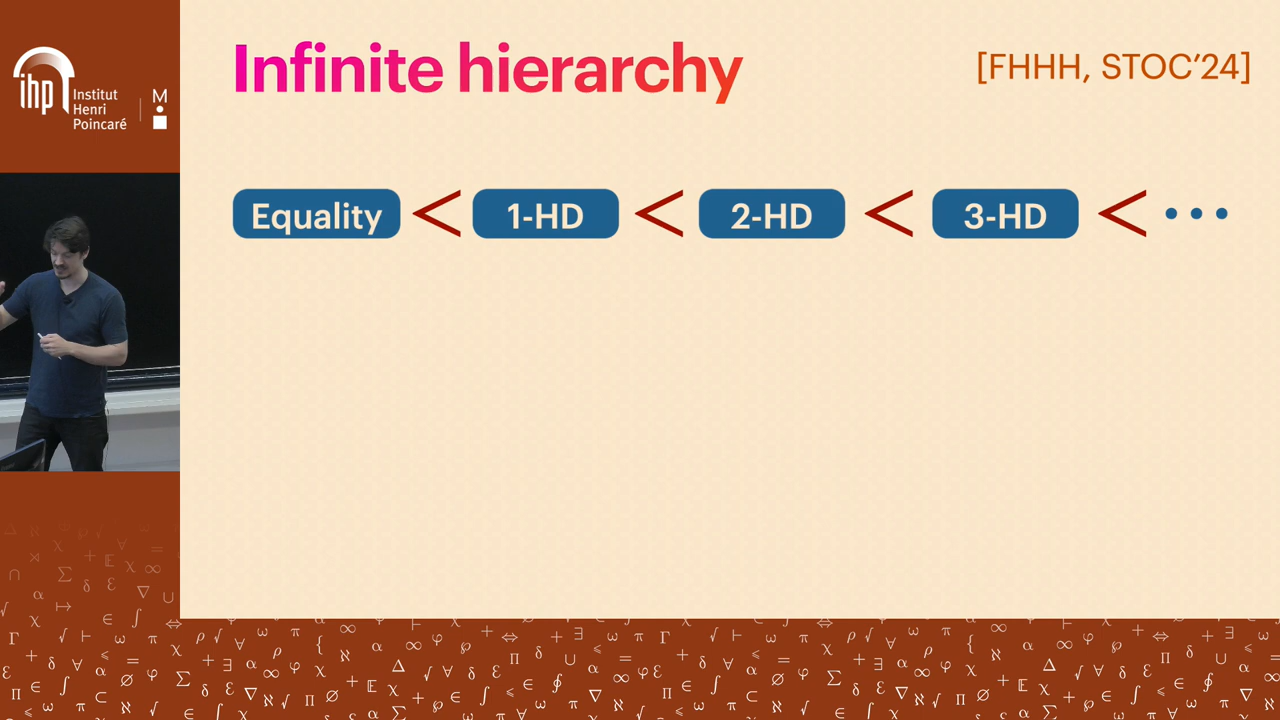 Infinite hierarchy
[FHHH, STOC'24]
Equality < 1-HD < 2-HD < 3-HD < •••
ihp
Institut
Henri
Poincaré
M